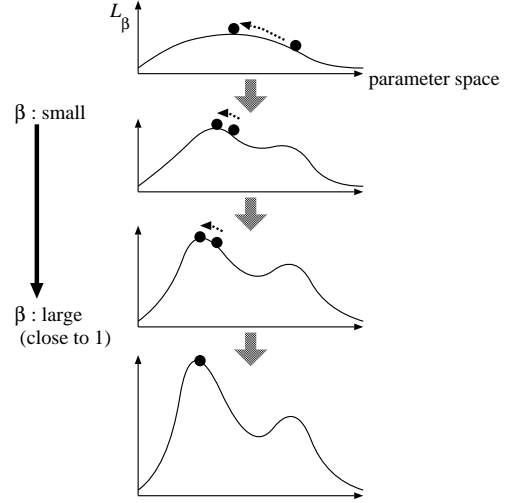 L_β
parameter space
β : small
β : large
(close to 1)